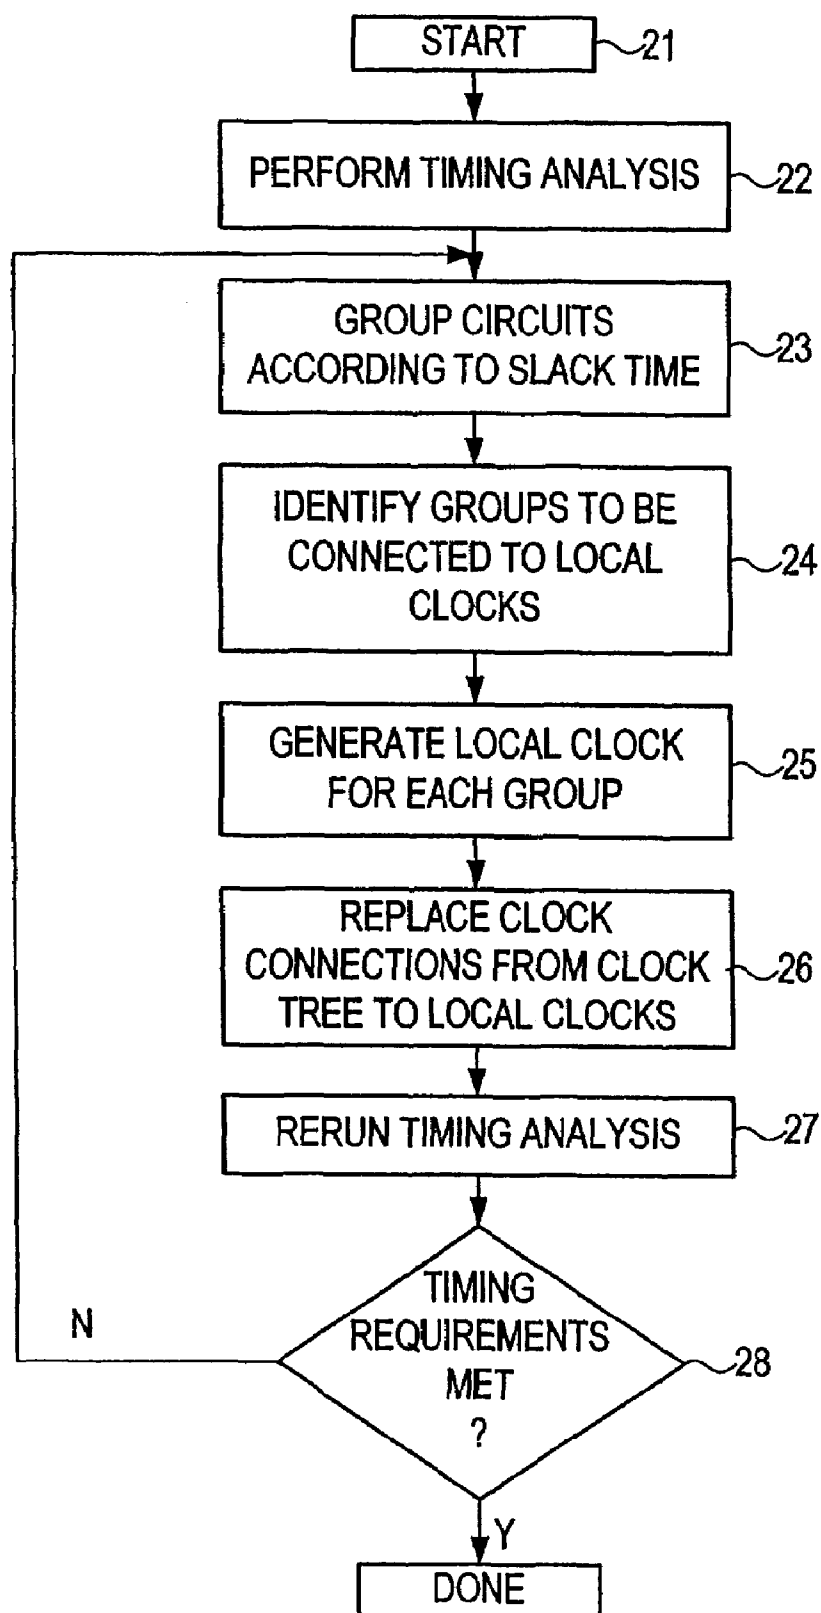 START
21
PERFORM TIMING ANALYSIS
22
GROUP CIRCUITS
ACCORDING TO SLACK TIME
23
IDENTIFY GROUPS TO BE
CONNECTED TO LOCAL
CLOCKS
24
GENERATE LOCAL CLOCK
FOR EACH GROUP
25
REPLACE CLOCK
CONNECTIONS FROM CLOCK
TREE TO LOCAL CLOCKS
26
RERUN TIMING ANALYSIS
27
TIMING
REQUIREMENTS
MET
?
28
N
Y
DONE